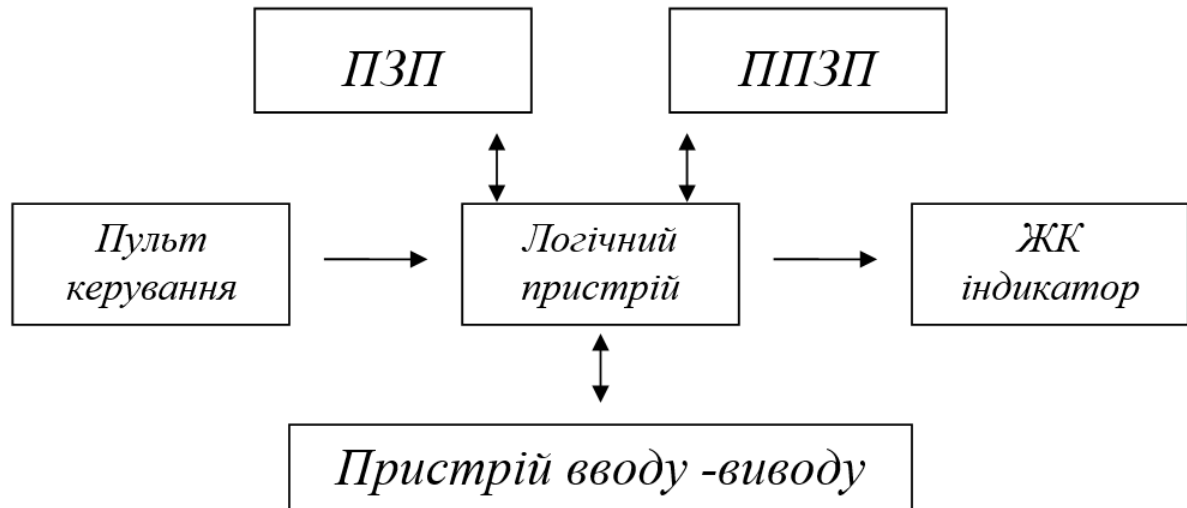 ПЗП
ППЗП
Пульт
керування
Логічний
пристрій
ЖК
індикатор
Пристрій вводу -виводу